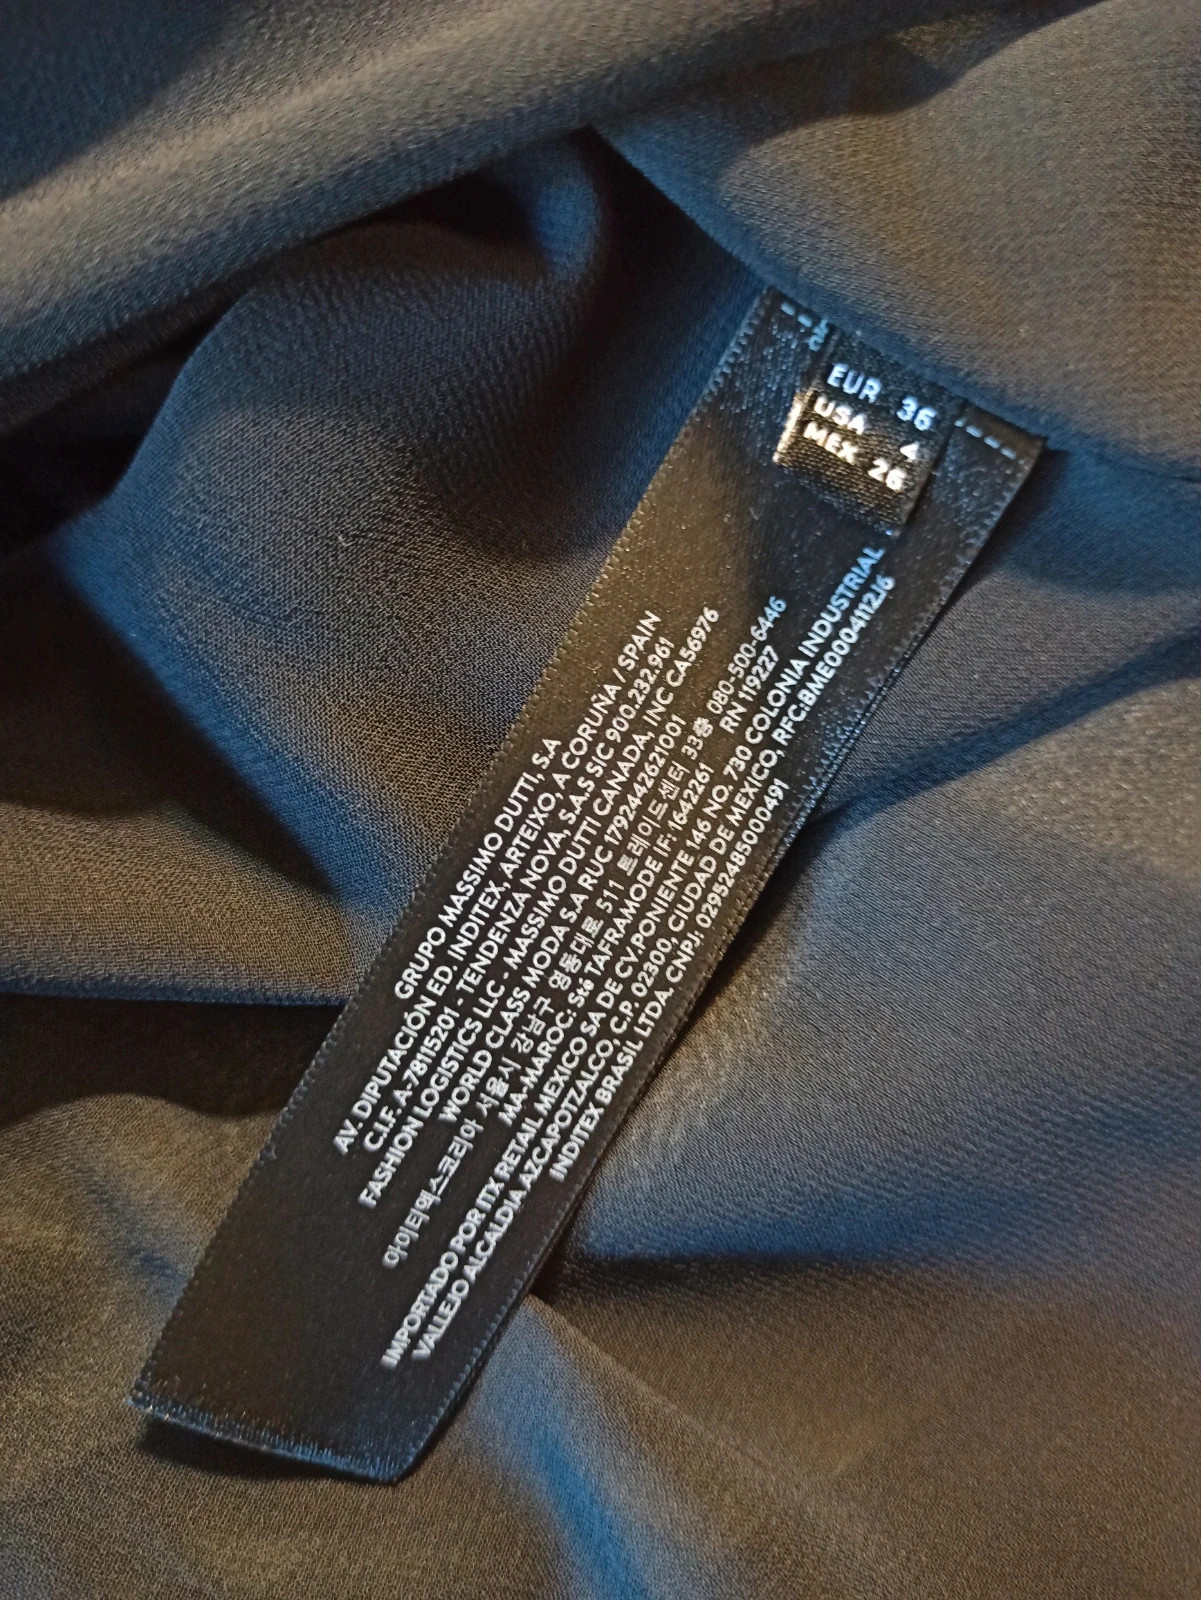 EUR 36
USA 4
MEX 26
GRUPO MASSIMO DUTTI, S.A
AV. DIPUTACIÓN ED. INDITEX, ARTEIXO, A CORUÑA / SPAIN
C.I.F. A-78115201 - TENDENZA NOVA, S.A.S SIC 900.232.961
FASHION LOGISTICS LLC - MASSIMO DUTTI CANADA, INC CA56976
WORLD CLASS MODA S.A RUC 1792442621001
아이티엑스코리아 서울시 강남구 영동대로 511 트레이드센터 33층 080-500-6446
MA-MAROC: Sté TAFRAMODE IF: 1642261 RN 119227
IMPORTADO POR ITX RETAIL MEXICO SA DE CV.PONIENTE 146 NO. 730 COLONIA INDUSTRIAL
VALLEJO ALCALDIA AZCAPOTZALCO, C.P. 02300, CIUDAD DE MEXICO, RFC:BME0004112J6
INDITEX BRASIL LTDA. CNPJ: 02952485000491